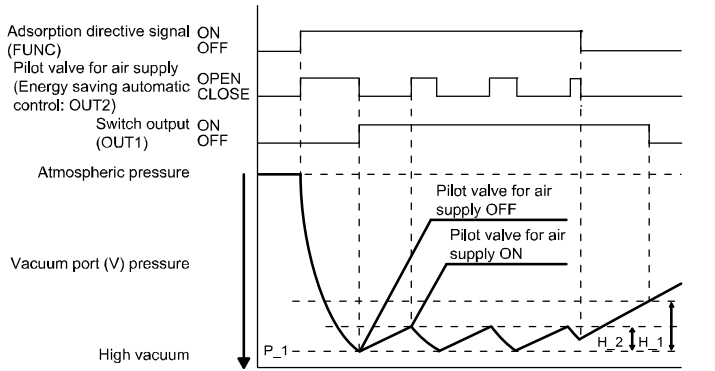 Adsorption directive signal ON
(FUNC) OFF
Pilot valve for air supply
(Energy saving automatic OPEN
control: OUT2) CLOSE
Switch output ON
(OUT1) OFF
Atmospheric pressure
Pilot valve for air
supply OFF
Pilot valve for air
supply ON
Vacuum port (V) pressure
High vacuum
P_1
H_2
H_1